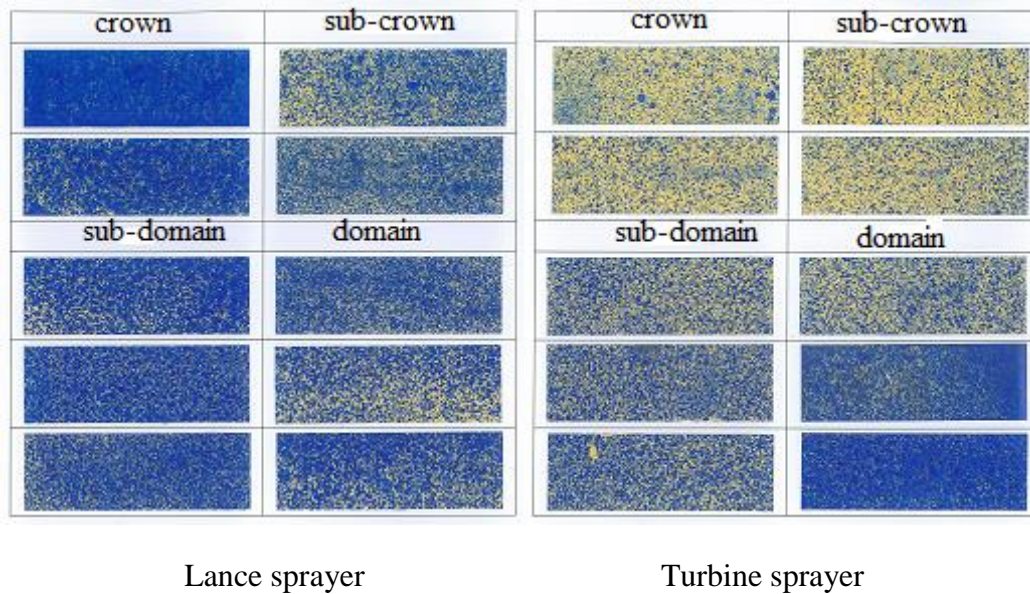 crown sub-crown crown sub-crown
sub-domain domain sub-domain domain
Lance sprayer Turbine sprayer